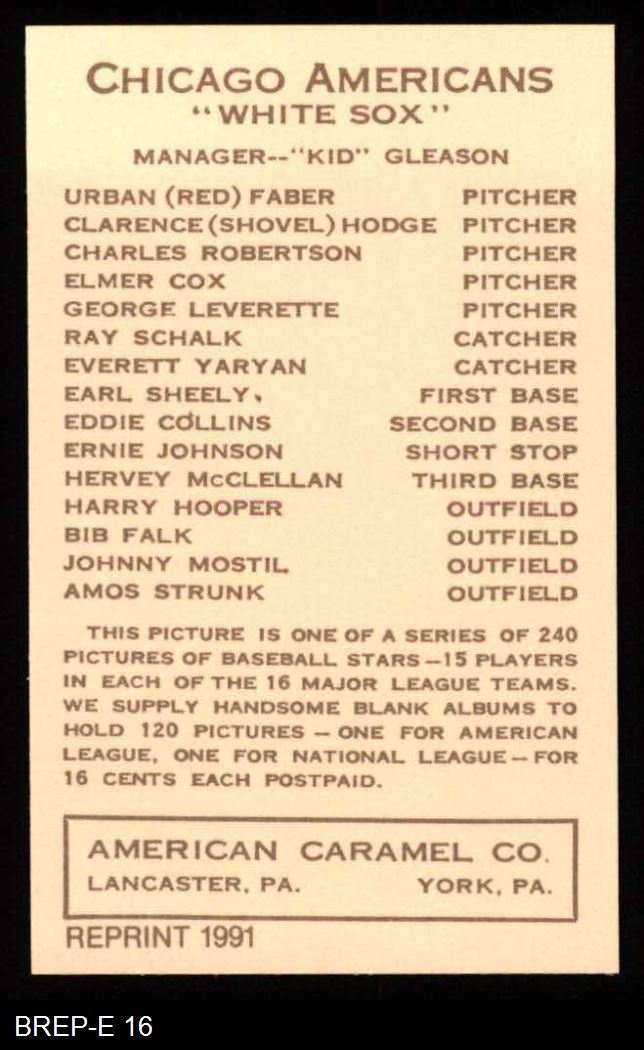 CHICAGO AMERICANS
"WHITE SOX"
MANAGER--"KID" GLEASON
URBAN (RED) FABER PITCHER
CLARENCE (SHOVEL) HODGE PITCHER
CHARLES ROBERTSON PITCHER
ELMER COX PITCHER
GEORGE LEVERETTE PITCHER
RAY SCHALK CATCHER
EVERETT YARYAN CATCHER
EARL SHEELY. FIRST BASE
EDDIE COLLINS SECOND BASE
ERNIE JOHNSON SHORT STOP
HERVEY McCLELLAN THIRD BASE
HARRY HOOPER OUTFIELD
BIB FALK OUTFIELD
JOHNNY MOSTIL OUTFIELD
AMOS STRUNK OUTFIELD
THIS PICTURE IS ONE OF A SERIES OF 240
PICTURES OF BASEBALL STARS—15 PLAYERS
IN EACH OF THE 16 MAJOR LEAGUE TEAMS.
WE SUPPLY HANDSOME BLANK ALBUMS TO
HOLD 120 PICTURES — ONE FOR AMERICAN
LEAGUE, ONE FOR NATIONAL LEAGUE—FOR
16 CENTS EACH POSTPAID.
AMERICAN CARAMEL CO.
LANCASTER, PA. YORK, PA.
REPRINT 1991
BREP-E 16